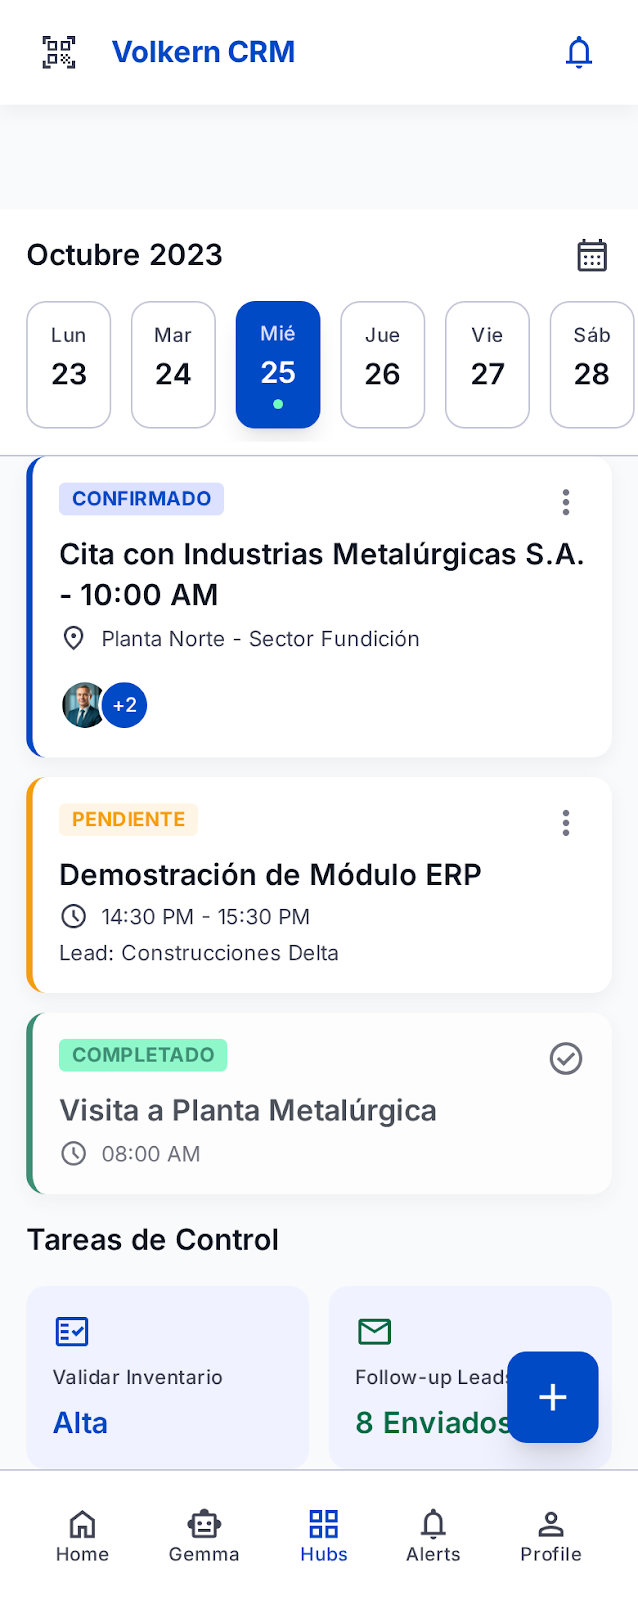 Volkern CRM
Octubre 2023
Lun Mar Mié Jue Vie Sáb
23 24 25 26 27 28
CONFIRMADO
Cita con Industrias Metalúrgicas S.A.
- 10:00 AM
Planta Norte - Sector Fundición
+2
PENDIENTE
Demostración de Módulo ERP
14:30 PM - 15:30 PM
Lead: Construcciones Delta
COMPLETADO
Visita a Planta Metalúrgica
08:00 AM
Tareas de Control
Validar Inventario
Alta
Follow-up Leads
8 Enviados
Home Gemma Hubs Alerts Profile